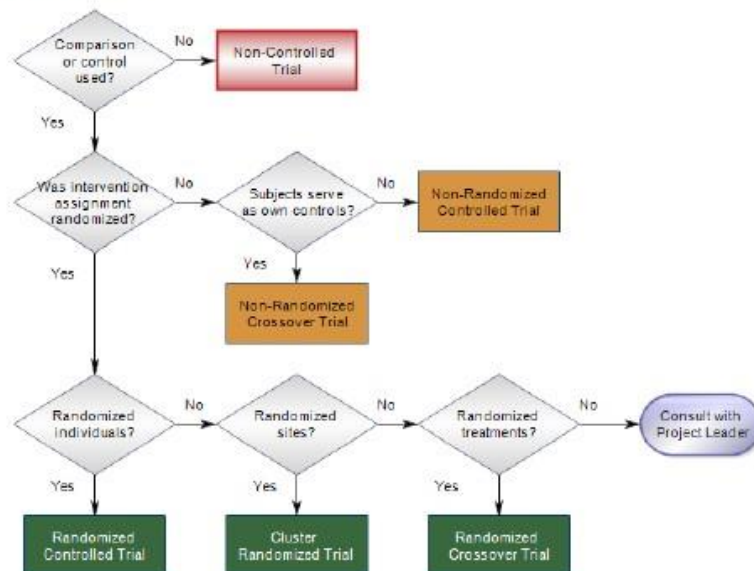 Comparison
or control
used?
No
Non-Controlled
Trial
Yes
Was intervention
assignment
randomized?
No
Subjects serve
as own controls?
No
Non-Randomized
Controlled Trial
Yes
Yes
Non-Randomized
Crossover Trial
Randomized
individuals?
No
Randomized
sites?
No
Randomized
treatments?
No
Consult with
Project Leader
Yes
Yes
Yes
Randomized
Controlled Trial
Cluster
Randomized Trial
Randomized
Crossover Trial